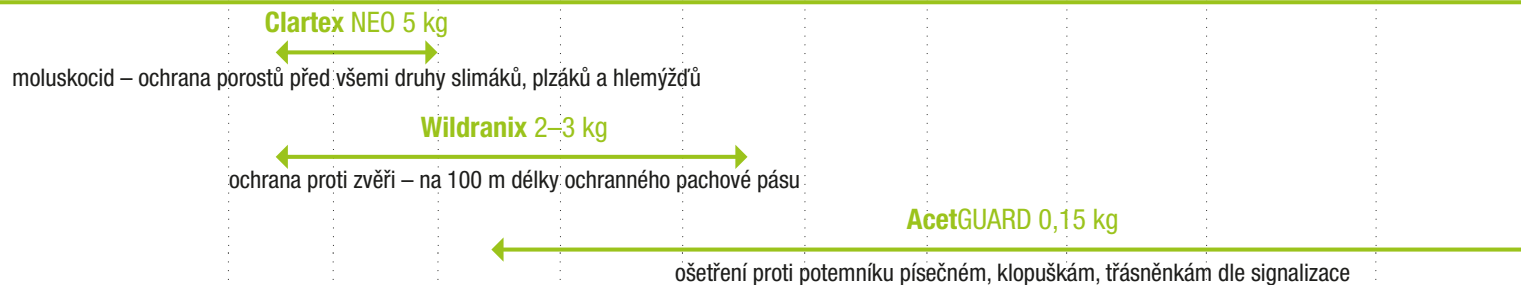 Clartex NEO 5 kg
moluskocid – ochrana porostů před všemi druhy slimáků, plzáků a hlemýžďů
Wildranix 2–3 kg
ochrana proti zvěři – na 100 m délky ochranného pachové pásu
AcetGUARD 0,15 kg
ošetření proti potemníku písečném, klopuškám, třásněnkám dle signalizace